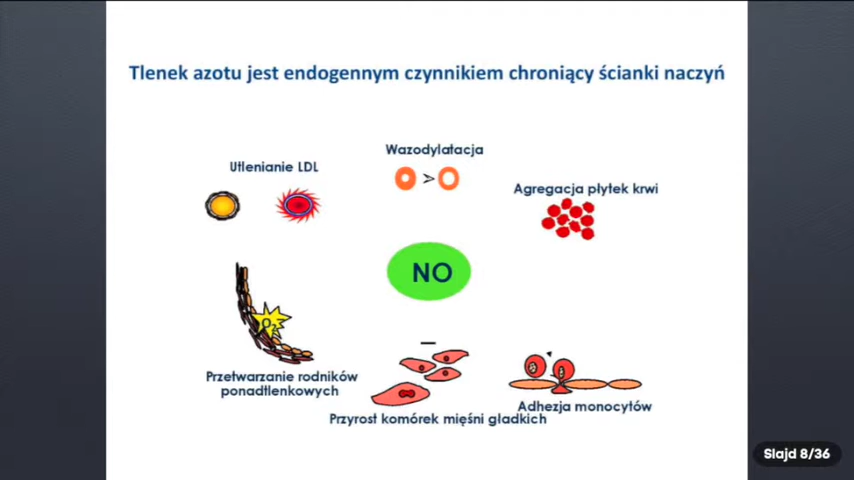 Tlenek azotu jest endogennym czynnikiem chroniący ścianki naczyń
Wazodylatacja
>
Utlenianie LDL
Agregacja płytek krwi
NO
O₂⁻
Przetwarzanie rodników
ponadtlenkowych
Przyrost komórek mięśni gładkich
Adhezja monocytów
Slajd 8/36